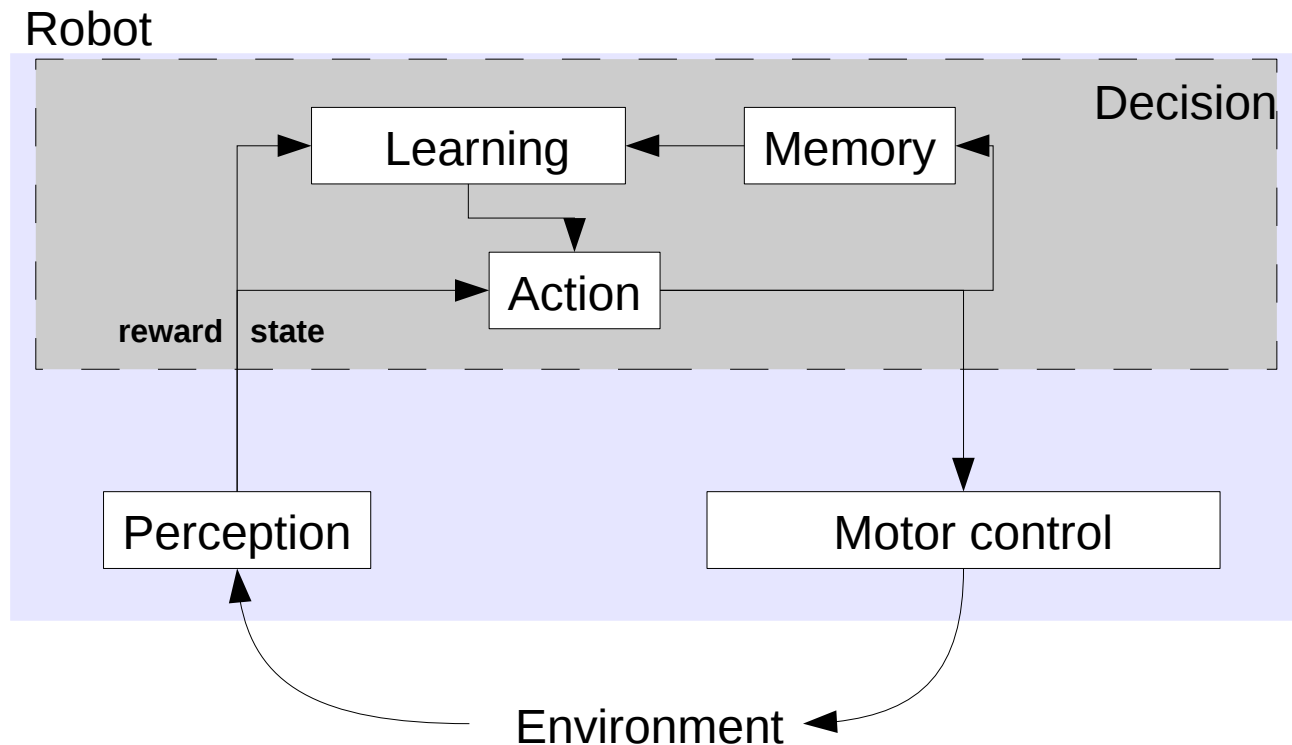 Robot
Decision
Learning
Memory
Action
reward state
Perception
Motor control
Environment